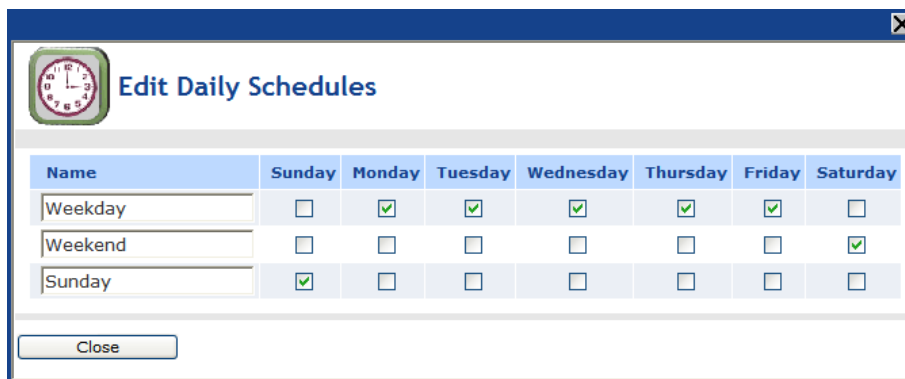 Edit Daily Schedules
Name Sunday Monday Tuesday Wednesday Thursday Friday Saturday
Weekday
Weekend
Sunday
Close